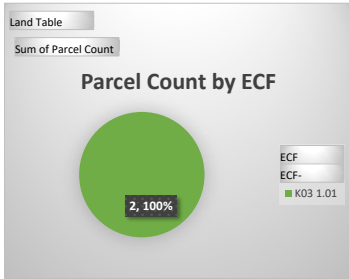 Land Table
Sum of Parcel Count
Parcel Count by ECF
2, 100%
ECF
ECF-
K03 1.01